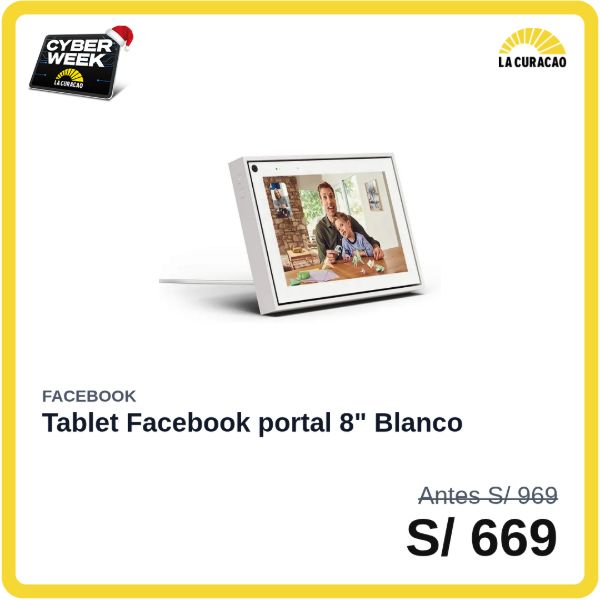 CYBER
WEEK
LA CURACAO
LA CURACAO
FACEBOOK
Tablet Facebook portal 8" Blanco
Antes S/ 969
S/ 669